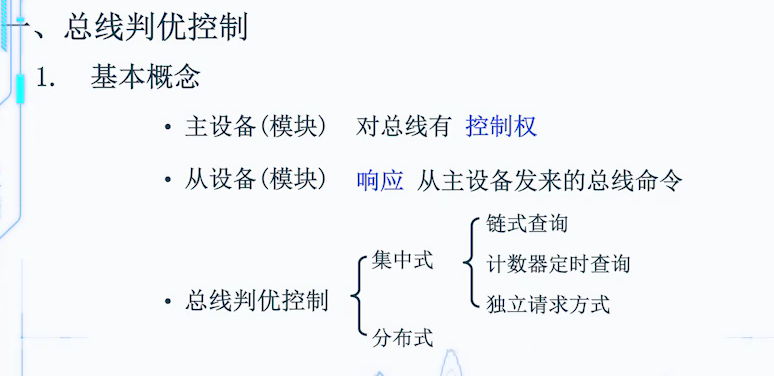 一、总线判优控制
1. 基本概念
• 主设备(模块) 对总线有 控制权
• 从设备(模块) 响应 从主设备发来的总线命令
• 总线判优控制
集中式
链式查询
计数器定时查询
独立请求方式
分布式